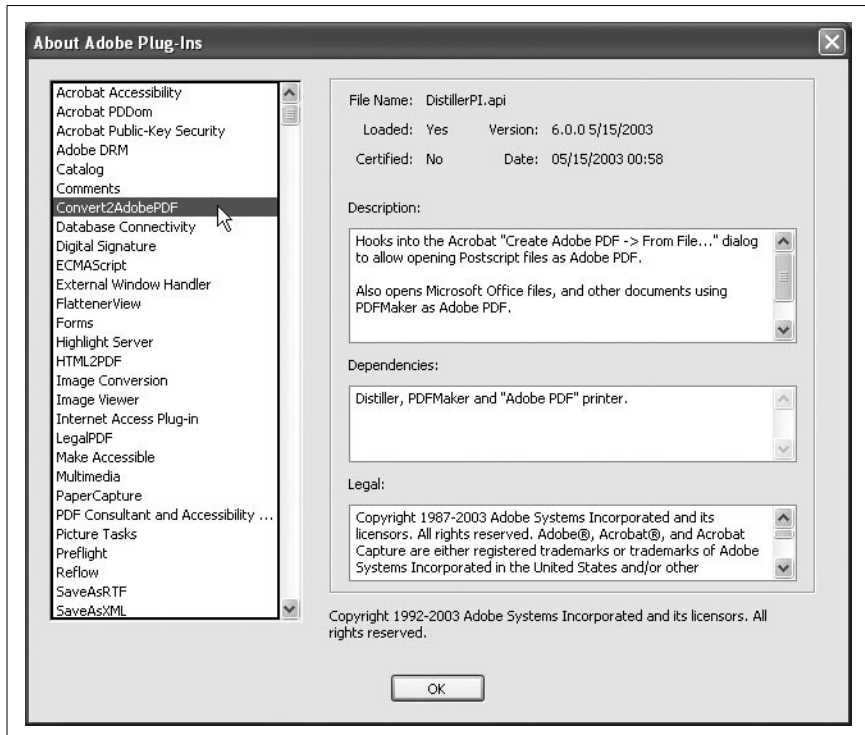 About Adobe Plug-Ins
Acrobat Accessibility
Acrobat PDDom
Acrobat Public-Key Security
Adobe DRM
Catalog
Comments
Convert2AdobePDF
Database Connectivity
Digital Signature
ECMAScript
External Window Handler
FlattenerView
Forms
Highlight Server
HTML2PDF
Image Conversion
Image Viewer
Internet Access Plug-in
LegalPDF
Make Accessible
Multimedia
PaperCapture
PDF Consultant and Accessibility ...
Picture Tasks
Preflight
Reflow
SaveAsRTF
SaveAsXML
File Name: DistillerPI.api
Loaded: Yes Version: 6.0.0 5/15/2003
Certified: No Date: 05/15/2003 00:58
Description:
Hooks into the Acrobat "Create Adobe PDF -> From File..." dialog
to allow opening Postscript files as Adobe PDF.
Also opens Microsoft Office files, and other documents using
PDFMaker as Adobe PDF.
Dependencies:
Distiller, PDFMaker and "Adobe PDF" printer.
Legal:
Copyright 1987-2003 Adobe Systems Incorporated and its
licensors. All rights reserved. Adobe®, Acrobat®, and Acrobat
Capture are either registered trademarks or trademarks of Adobe
Systems Incorporated in the United States and/or other
Copyright 1992-2003 Adobe Systems Incorporated and its licensors. All
rights reserved.
OK